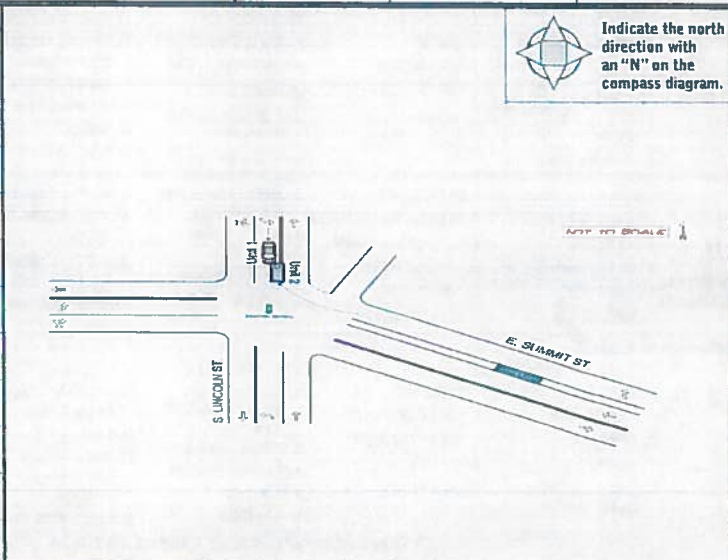 Indicate the north
direction with
an "N" on the
compass diagram.
NOT TO SCALE
Unit 1
Unit 2
E. SUMMIT ST
S. LINCOLN ST